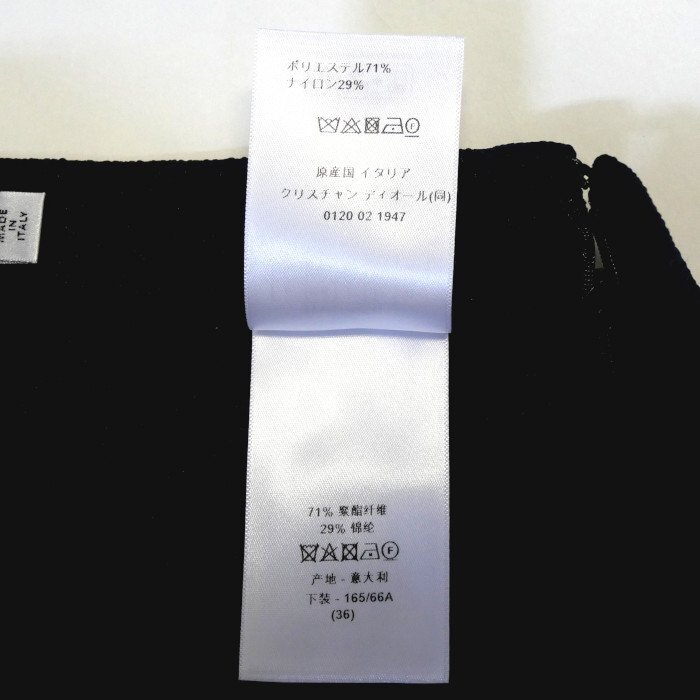 ポリエステル71%
ナイロン29%
原産国 イタリア
クリスチャン ディオール(同)
0120 02 1947
MADE
IN
ITALY
71% 聚酯纤维
29% 锦纶
产地 - 意大利
下装 - 165/66A
(36)